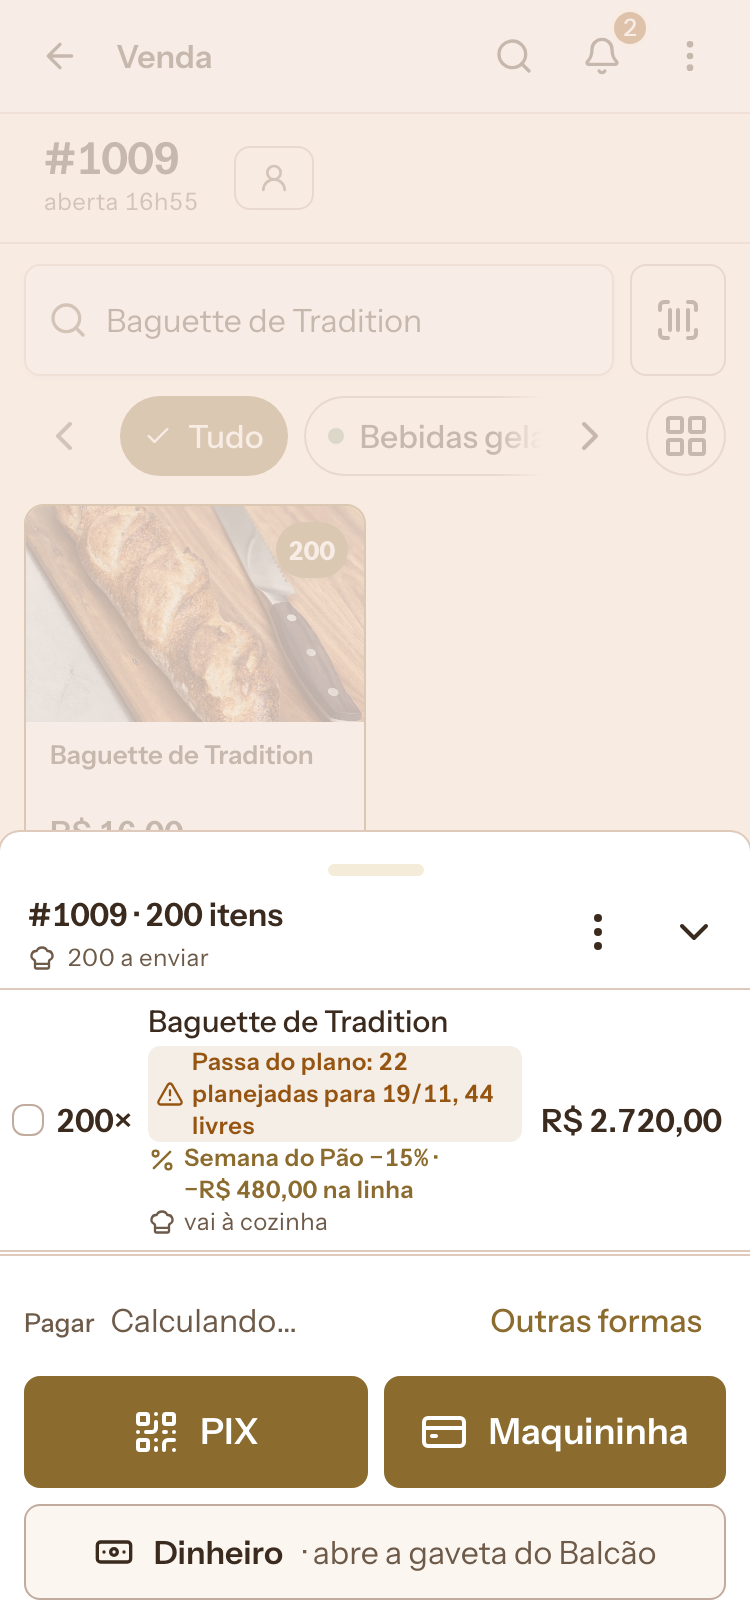 Venda
2
#1009
aberta 16h55
Baguette de Tradition
Tudo
Bebidas gela
200
Baguette de Tradition
R$ 16,00
#1009 · 200 itens
200 a enviar
Baguette de Tradition
Passa do plano: 22
planejadas para 19/11, 44
livres
200×
R$ 2.720,00
Semana do Pão −15% ·
−R$ 480,00 na linha
vai à cozinha
Pagar Calculando...
Outras formas
PIX
Maquininha
Dinheiro · abre a gaveta do Balcão